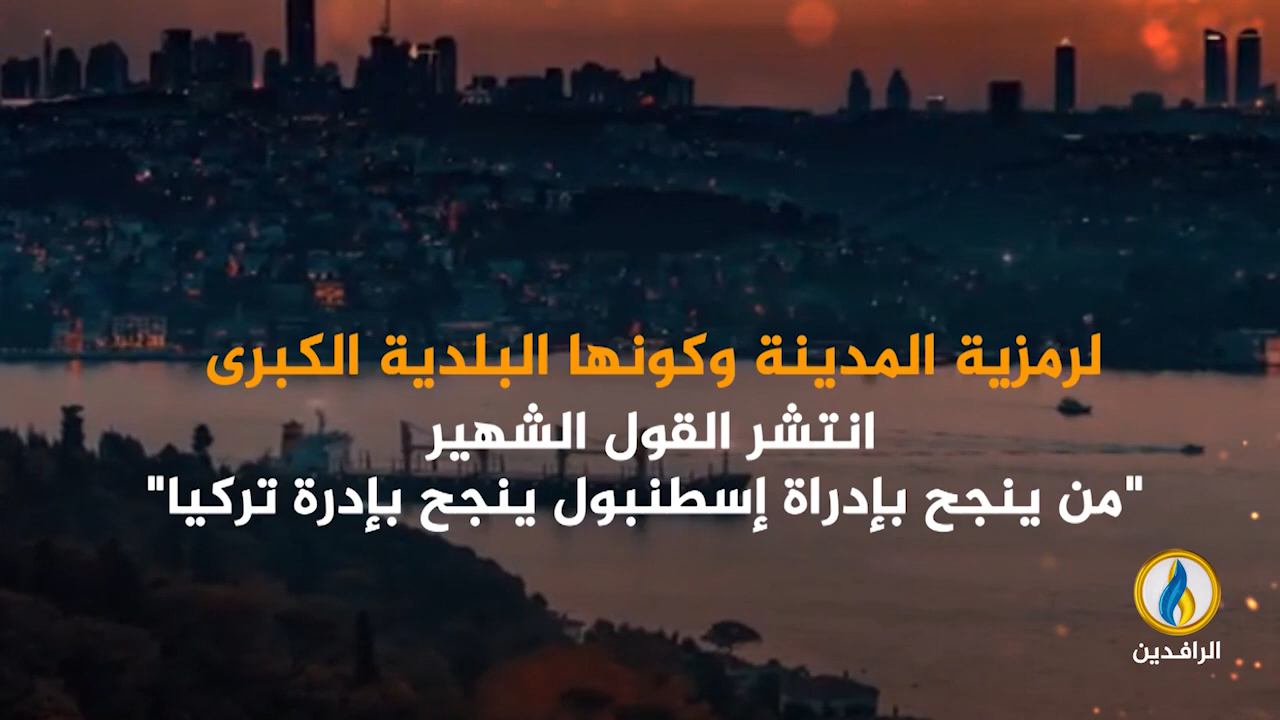 لرمزية المدينة وكونها البلدية الكبرى
انتشر القول الشهير
"من ينجح بإدراة إسطنبول ينجح بإدرة تركيا"
الرافدين